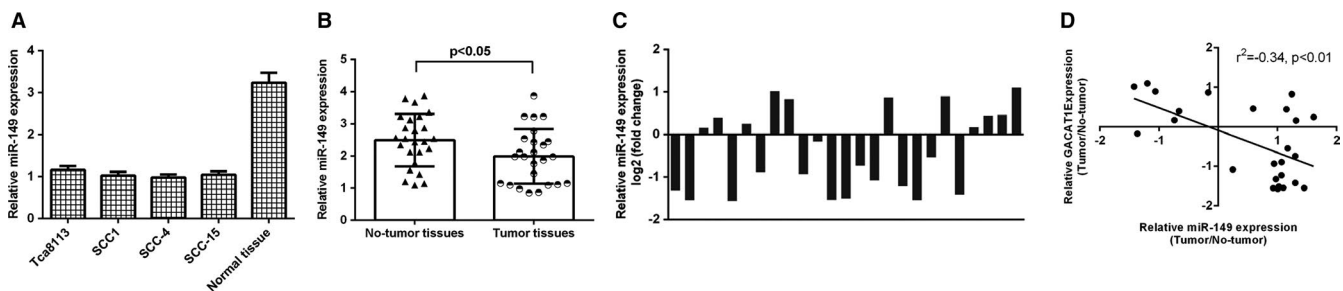 A
Relative miR-149 expression
4
3
2
1
0
Tca8113
SCC1
SCC-4
SCC-15
Normal tissue
B
Relative miR-149 expression
5
4
3
2
1
0
p<0.05
No-tumor tissues
Tumor tissues
C
Relative miR-149 expression
log2 (fold change)
2
1
0
-1
-2
D
Relative GACAT1Expression
(Tumor/No-tumor)
2
1
-2
-1
1
2
-1
-2
r²=-0.34, p<0.01
Relative miR-149 expression
(Tumor/No-tumor)